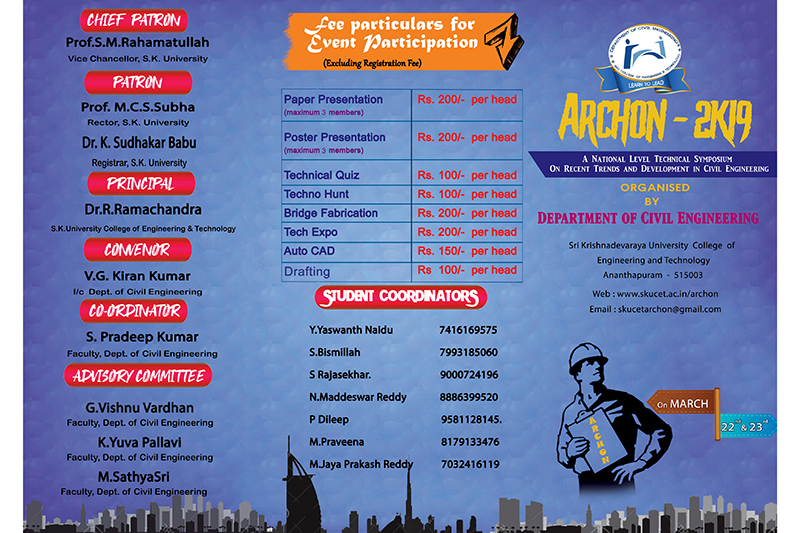 CHIEF PATRON
Prof.S.M.Rahamatullah
Vice Chancellor, S.K. University
PATRON
Prof. M.C.S.Subha
Rector, S.K. University
Dr. K. Sudhakar Babu
Registrar, S.K. University
PRINCIPAL
Dr.R.Ramachandra
S.K.University College of Engineering & Technology
CONVENOR
V.G. Kiran Kumar
I/c Dept. of Civil Engineering
CO-ORDINATOR
S. Pradeep Kumar
Faculty, Dept. of Civil Engineering
ADVISORY COMMITTEE
G.Vishnu Vardhan
Faculty, Dept. of Civil Engineering
K.Yuva Pallavi
Faculty, Dept. of Civil Engineering
M.SathyaSri
Faculty, Dept. of Civil Engineering
Fee particulars for
Event Participation
(Excluding Registration Fee)
Paper Presentation Rs. 200/- per head
(maximum 3 members)
Poster Presentation Rs. 200/- per head
(maximum 3 members)
Technical Quiz Rs. 100/- per head
Techno Hunt Rs. 100/- per head
Bridge Fabrication Rs. 200/- per head
Tech Expo Rs. 200/- per head
Auto CAD Rs. 150/- per head
Drafting Rs 100/- per head
STUDENT COORDINATORS
Y.Yaswanth Naidu 7416169575
S.Bismillah 7993185060
S Rajasekhar. 9000724196
N.Maddeswar Reddy 8886399520
P Dileep 9581128145.
M.Praveena 8179133476
M.Jaya Prakash Reddy 7032416119
LEARN TO LEAD
ARCHON - 2K19
A National Level Technical Symposium
On Recent Trends and Development in Civil Engineering
ORGANISED
BY
Department of Civil Engineering
Sri Krishnadevaraya University College of
Engineering and Technology
Ananthapuram - 515003
Web : www.skucet.ac.in/archon
Email : skucetarchon@gmail.com
ARCHON
On MARCH
22nd & 23rd